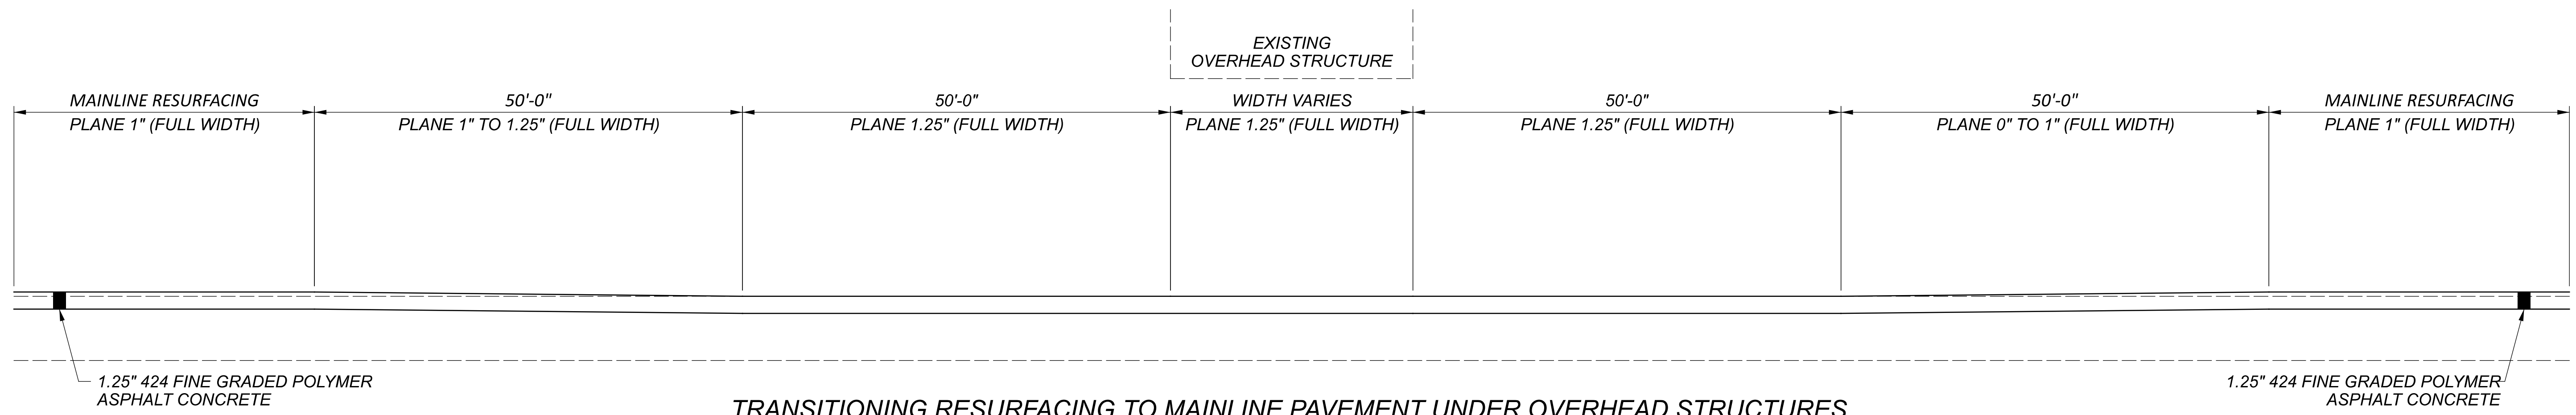 EXISTING
OVERHEAD STRUCTURE
MAINLINE RESURFACING
50'-0"
50'-0"
WIDTH VARIES
50'-0"
50'-0"
MAINLINE RESURFACING
PLANE 1" (FULL WIDTH)
PLANE 1" TO 1.25" (FULL WIDTH)
PLANE 1.25" (FULL WIDTH)
PLANE 1.25" (FULL WIDTH)
PLANE 1.25" (FULL WIDTH)
PLANE 0" TO 1" (FULL WIDTH)
PLANE 1" (FULL WIDTH)
1.25" 424 FINE GRADED POLYMER
ASPHALT CONCRETE
1.25" 424 FINE GRADED POLYMER
ASPHALT CONCRETE
TRANSITIONING RESURFACING TO MAINLINE PAVEMENT UNDER OVERHEAD STRUCTURES